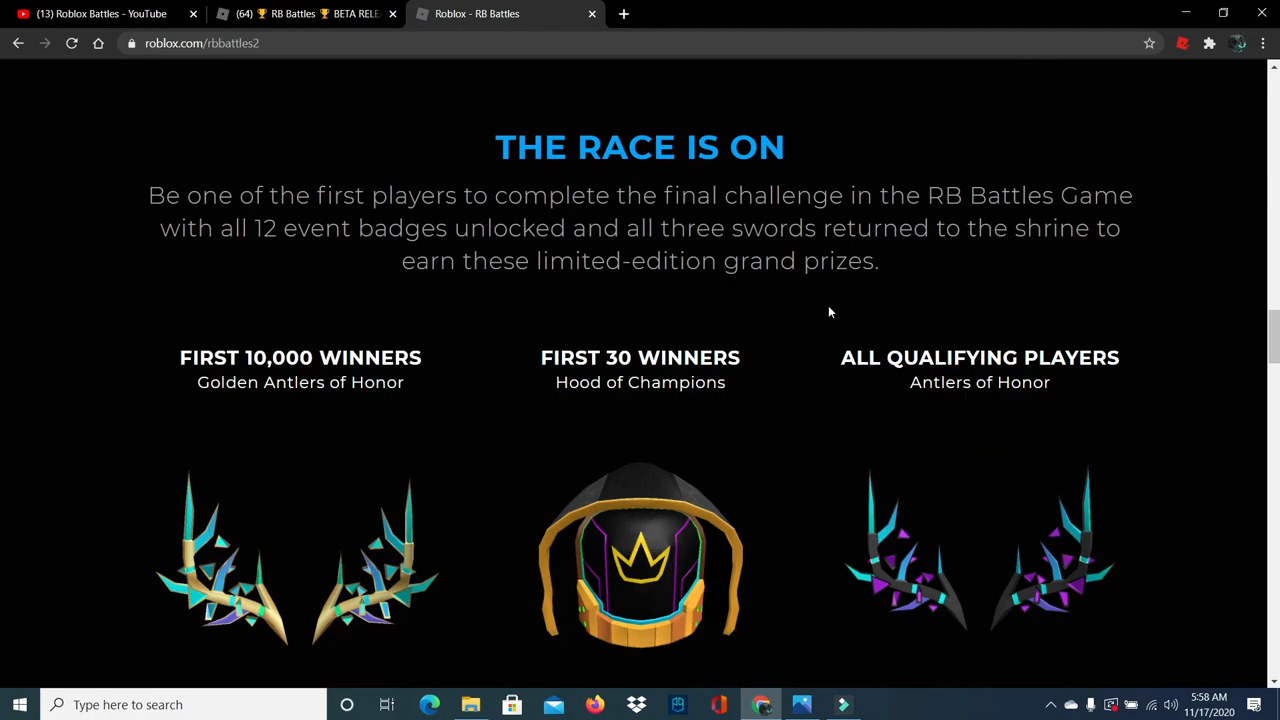 (13) Roblox Battles - YouTube
(64) 🏆 RB Battles 🏆 BETA RELE
Roblox - RB Battles
roblox.com/rbbattles2
THE RACE IS ON
Be one of the first players to complete the final challenge in the RB Battles Game
with all 12 event badges unlocked and all three swords returned to the shrine to
earn these limited-edition grand prizes.
FIRST 10,000 WINNERS
Golden Antlers of Honor
FIRST 30 WINNERS
Hood of Champions
ALL QUALIFYING PLAYERS
Antlers of Honor
Type here to search
5:58 AM
11/17/2020